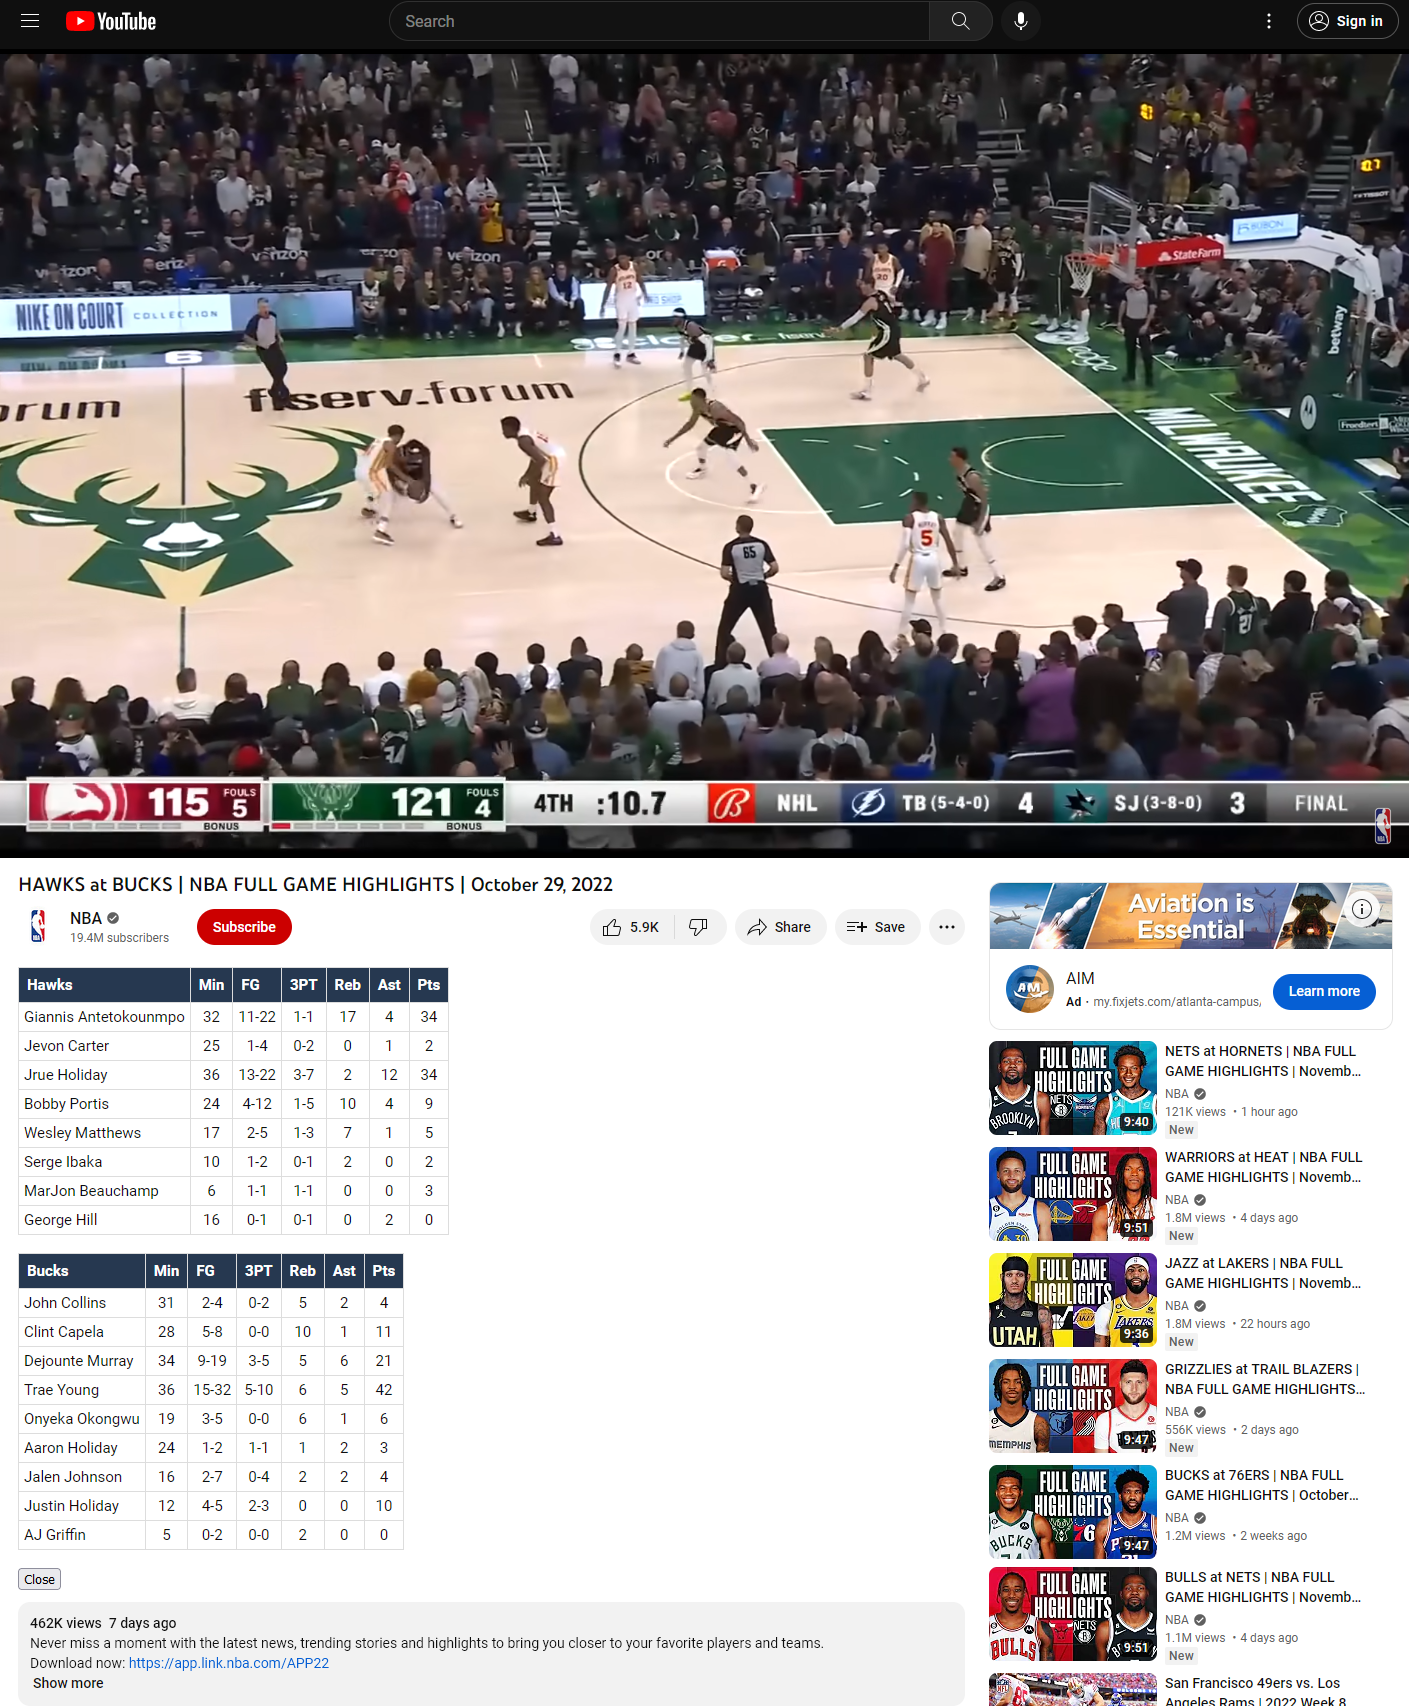 YouTube
Search
Sign in
verizon
verizon
NIKE ON COURT COLLECTION
StateFarm
12
20
betway
6
fiserv.forum
orum
MILWAUKEE
65
5
21
115 FOULS 5 BONUS
121 FOULS 4 BONUS
4TH :10.7
B NHL TB (5-4-0) 4 SJ (3-8-0) 3 FINAL
HAWKS at BUCKS | NBA FULL GAME HIGHLIGHTS | October 29, 2022
NBA
19.4M subscribers
Subscribe
5.9K
Share
Save
Hawks Min FG 3PT Reb Ast Pts
Giannis Antetokounmpo 32 11-22 1-1 17 4 34
Jevon Carter 25 1-4 0-2 0 1 2
Jrue Holiday 36 13-22 3-7 2 12 34
Bobby Portis 24 4-12 1-5 10 4 9
Wesley Matthews 17 2-5 1-3 7 1 5
Serge Ibaka 10 1-2 0-1 2 0 2
MarJon Beauchamp 6 1-1 1-1 0 0 3
George Hill 16 0-1 0-1 0 2 0
Bucks Min FG 3PT Reb Ast Pts
John Collins 31 2-4 0-2 5 2 4
Clint Capela 28 5-8 0-0 10 1 11
Dejounte Murray 34 9-19 3-5 5 6 21
Trae Young 36 15-32 5-10 6 5 42
Onyeka Okongwu 19 3-5 0-0 6 1 6
Aaron Holiday 24 1-2 1-1 1 2 3
Jalen Johnson 16 2-7 0-4 2 2 4
Justin Holiday 12 4-5 2-3 0 0 10
AJ Griffin 5 0-2 0-0 2 0 0
Close
462K views 7 days ago
Never miss a moment with the latest news, trending stories and highlights to bring you closer to your favorite players and teams.
Download now: https://app.link.nba.com/APP22
Show more
Aviation is
Essential
AIM
AIM
Ad · my.fixjets.com/atlanta-campus/
Learn more
FULL GAME
HIGHLIGHTS
NETS
BROOKLYN
9:40
NETS at HORNETS | NBA FULL
GAME HIGHLIGHTS | Novemb...
NBA
121K views • 1 hour ago
New
FULL GAME
HIGHLIGHTS
9:51
WARRIORS at HEAT | NBA FULL
GAME HIGHLIGHTS | Novemb...
NBA
1.8M views • 4 days ago
New
FULL GAME
HIGHLIGHTS
UTAH
LAKERS
9:36
JAZZ at LAKERS | NBA FULL
GAME HIGHLIGHTS | Novemb...
NBA
1.8M views • 22 hours ago
New
FULL GAME
HIGHLIGHTS
MEMPHIS
9:47
GRIZZLIES at TRAIL BLAZERS |
NBA FULL GAME HIGHLIGHTS...
NBA
556K views • 2 days ago
New
FULL GAME
HIGHLIGHTS
BUCKS
76
9:47
BUCKS at 76ERS | NBA FULL
GAME HIGHLIGHTS | October...
NBA
1.2M views • 2 weeks ago
FULL GAME
HIGHLIGHTS
NETS
BULLS
9:51
BULLS at NETS | NBA FULL
GAME HIGHLIGHTS | Novemb...
NBA
1.1M views • 4 days ago
New
San Francisco 49ers vs. Los
Angeles Rams | 2022 Week 8